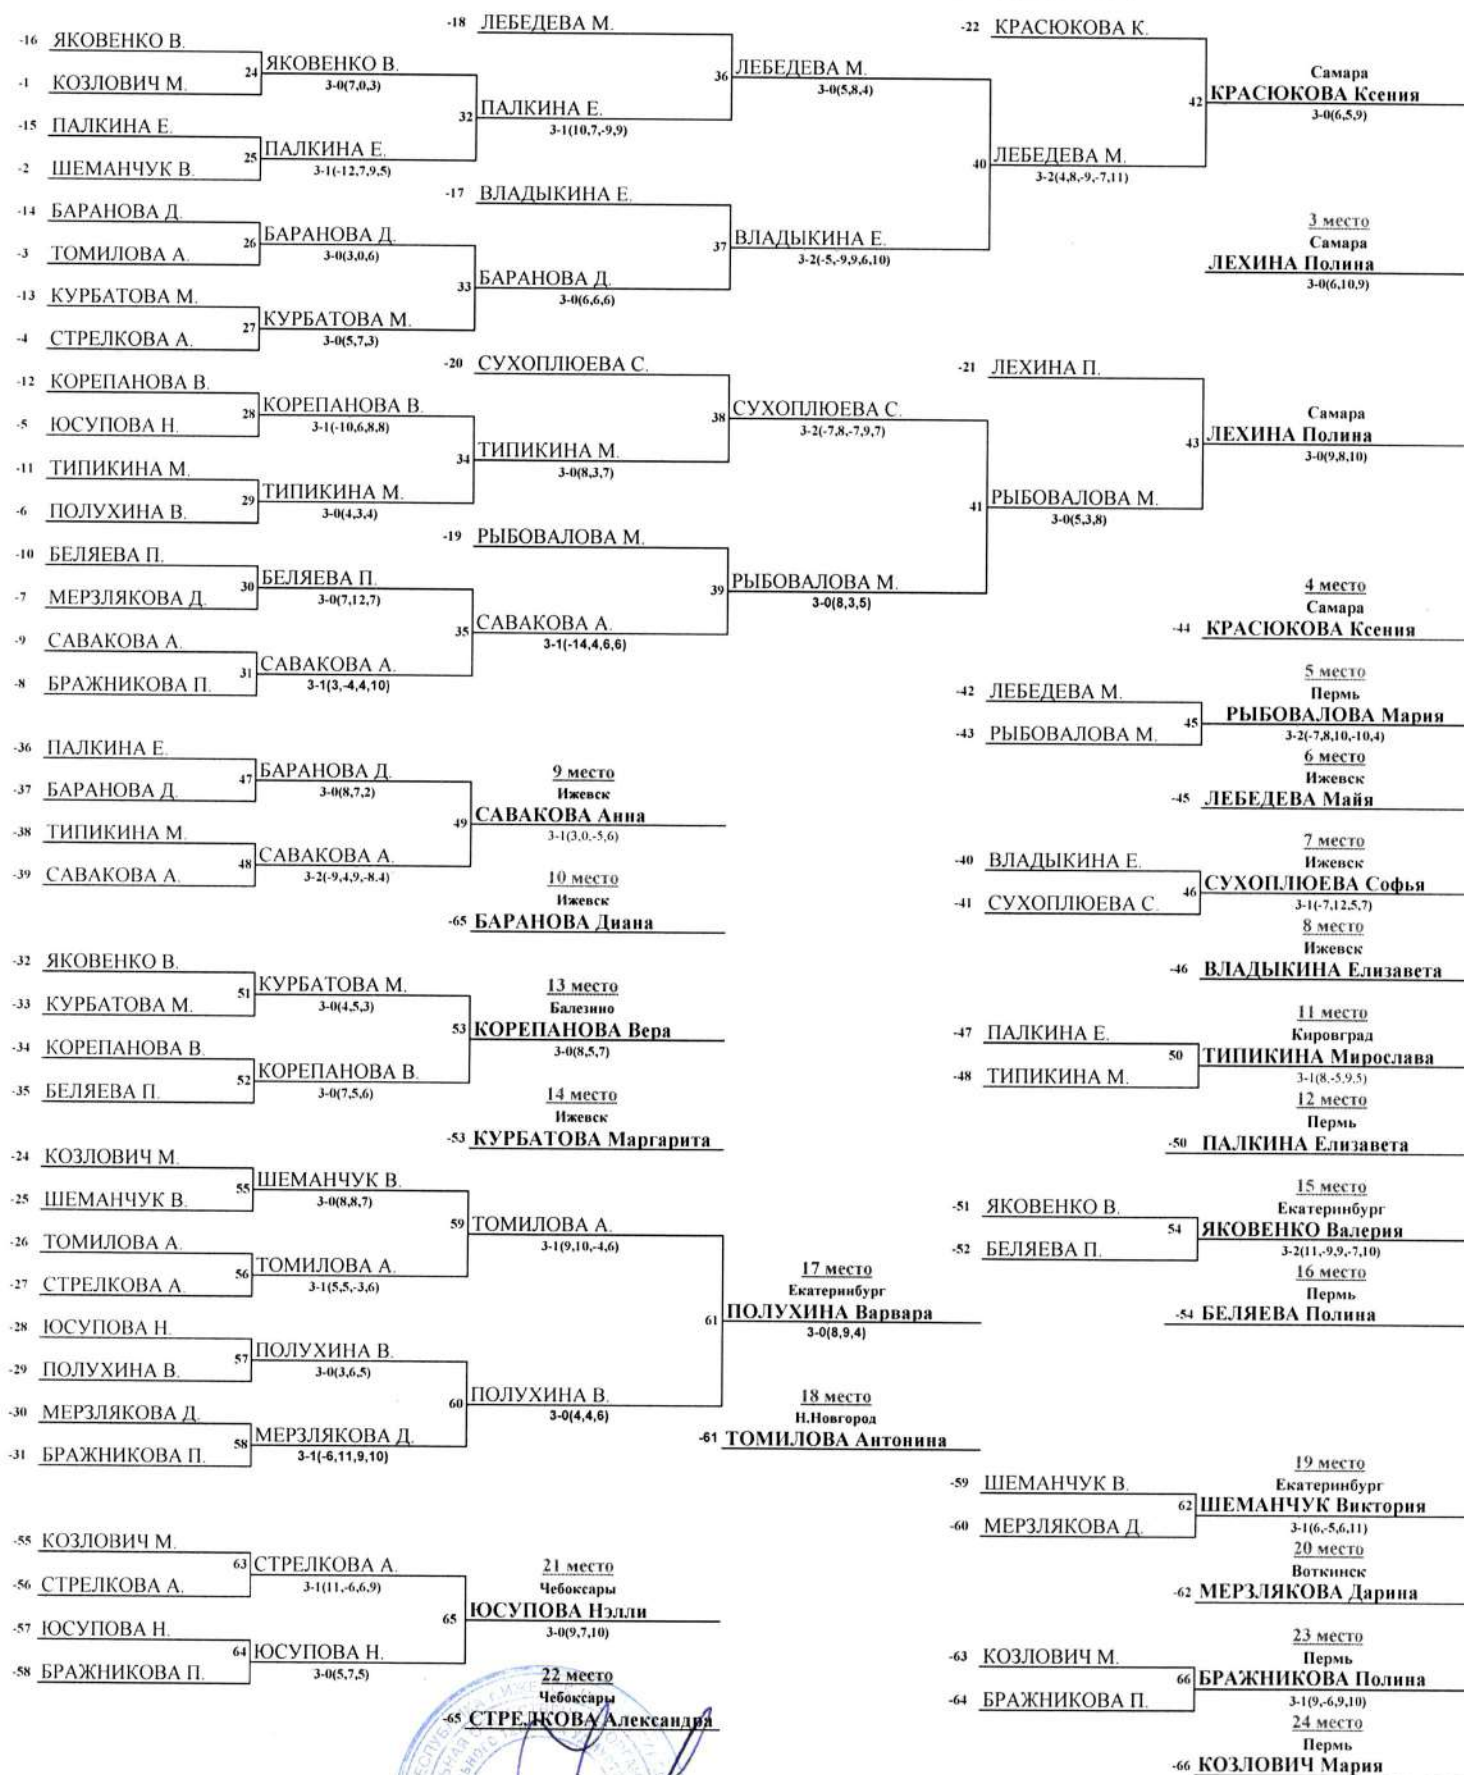 -16 ЯКОВЕНКО В.
24 ЯКОВЕНКО В.
3-0(7,0,3)
-1 КОЗЛОВИЧ М.
32 ПАЛКИНА Е.
3-1(10,7,-9,9)
-15 ПАЛКИНА Е.
25 ПАЛКИНА Е.
3-1(-12,7,9,5)
-2 ШЕМАНЧУК В.
-14 БАРАНОВА Д.
26 БАРАНОВА Д.
3-0(3,0,6)
-3 ТОМИЛОВА А.
33 БАРАНОВА Д.
3-0(6,6,6)
-13 КУРБАТОВА М.
27 КУРБАТОВА М.
3-0(5,7,3)
-4 СТРЕЛКОВА А.
-12 КОРЕПАНОВА В.
28 КОРЕПАНОВА В.
3-1(-10,6,8,8)
-5 ЮСУПОВА Н.
34 ТИПИКИНА М.
3-0(8,3,7)
-11 ТИПИКИНА М.
29 ТИПИКИНА М.
3-0(4,3,4)
-6 ПОЛУХИНА В.
-10 БЕЛЯЕВА П.
30 БЕЛЯЕВА П.
3-0(7,12,7)
-7 МЕРЗЛЯКОВА Д.
35 САВАКОВА А.
3-1(-14,4,6,6)
-9 САВАКОВА А.
31 САВАКОВА А.
3-1(3,-4,4,10)
-8 БРАЖНИКОВА П.
-18 ЛЕБЕДЕВА М.
36 ЛЕБЕДЕВА М.
3-0(5,8,4)
-17 ВЛАДЫКИНА Е.
37 ВЛАДЫКИНА Е.
3-2(-5,-9,9,6,10)
-20 СУХОПЛЮЕВА С.
38 СУХОПЛЮЕВА С.
3-2(-7,8,-7,9,7)
-19 РЫБОВАЛОВА М.
39 РЫБОВАЛОВА М.
3-0(8,3,5)
-22 КРАСЮКОВА К.
40 ЛЕБЕДЕВА М.
3-2(4,8,-9,-7,11)
42
Самара
КРАСЮКОВА Ксения
3-0(6,5,9)
3 место
Самара
ЛЕХИНА Полина
3-0(6,10,9)
-21 ЛЕХИНА П.
41 РЫБОВАЛОВА М.
3-0(5,3,8)
43
Самара
ЛЕХИНА Полина
3-0(9,8,10)
4 место
Самара
-44 КРАСЮКОВА Ксения
-42 ЛЕБЕДЕВА М.
-43 РЫБОВАЛОВА М.
45
5 место
Пермь
РЫБОВАЛОВА Мария
3-2(-7,8,10,-10,4)
6 место
Ижевск
-45 ЛЕБЕДЕВА Майя
-36 ПАЛКИНА Е.
47 БАРАНОВА Д.
3-0(8,7,2)
-37 БАРАНОВА Д.
-38 ТИПИКИНА М.
48 САВАКОВА А.
3-2(-9,4,9,-8.4)
-39 САВАКОВА А.
9 место
Ижевск
49 САВАКОВА Анна
3-1(3,0,-5,6)
10 место
Ижевск
-65 БАРАНОВА Диана
-40 ВЛАДЫКИНА Е.
-41 СУХОПЛЮЕВА С.
46
7 место
Ижевск
СУХОПЛЮЕВА Софья
3-1(-7,12,5,7)
8 место
Ижевск
-46 ВЛАДЫКИНА Елизавета
-32 ЯКОВЕНКО В.
51 КУРБАТОВА М.
3-0(4,5,3)
-33 КУРБАТОВА М.
-34 КОРЕПАНОВА В.
52 КОРЕПАНОВА В.
3-0(7,5,6)
-35 БЕЛЯЕВА П.
13 место
Балезино
53 КОРЕПАНОВА Вера
3-0(8,5,7)
14 место
Ижевск
-53 КУРБАТОВА Маргарита
-47 ПАЛКИНА Е.
-48 ТИПИКИНА М.
50
11 место
Кировград
ТИПИКИНА Мирослава
3-1(8,-5,9,5)
12 место
Пермь
-50 ПАЛКИНА Елизавета
-24 КОЗЛОВИЧ М.
55 ШЕМАНЧУК В.
3-0(8,8,7)
-25 ШЕМАНЧУК В.
59 ТОМИЛОВА А.
3-1(9,10,-4,6)
-26 ТОМИЛОВА А.
56 ТОМИЛОВА А.
3-1(5,5,-3,6)
-27 СТРЕЛКОВА А.
-28 ЮСУПОВА Н.
57 ПОЛУХИНА В.
3-0(3,6,5)
-29 ПОЛУХИНА В.
60 ПОЛУХИНА В.
3-0(4,4,6)
-30 МЕРЗЛЯКОВА Д.
58 МЕРЗЛЯКОВА Д.
3-1(-6,11,9,10)
-31 БРАЖНИКОВА П.
17 место
Екатеринбург
61 ПОЛУХИНА Варвара
3-0(8,9,4)
18 место
Н.Новгород
-61 ТОМИЛОВА Антонина
-51 ЯКОВЕНКО В.
-52 БЕЛЯЕВА П.
54
15 место
Екатеринбург
ЯКОВЕНКО Валерия
3-2(11,-9,9,-7,10)
16 место
Пермь
-54 БЕЛЯЕВА Полина
-59 ШЕМАНЧУК В.
-60 МЕРЗЛЯКОВА Д.
62
19 место
Екатеринбург
ШЕМАНЧУК Виктория
3-1(6,-5,6,11)
20 место
Воткинск
-62 МЕРЗЛЯКОВА Дарина
-55 КОЗЛОВИЧ М.
63 СТРЕЛКОВА А.
3-1(11,-6,6,9)
-56 СТРЕЛКОВА А.
-57 ЮСУПОВА Н.
64 ЮСУПОВА Н.
3-0(5,7,5)
-58 БРАЖНИКОВА П.
21 место
Чебоксары
65 ЮСУПОВА Нэлли
3-0(9,7,10)
22 место
Чебоксары
-65 СТРЕЛКОВА Александра
-63 КОЗЛОВИЧ М.
-64 БРАЖНИКОВА П.
66
23 место
Пермь
БРАЖНИКОВА Полина
3-1(9,-6,9,10)
24 место
Пермь
-66 КОЗЛОВИЧ Мария